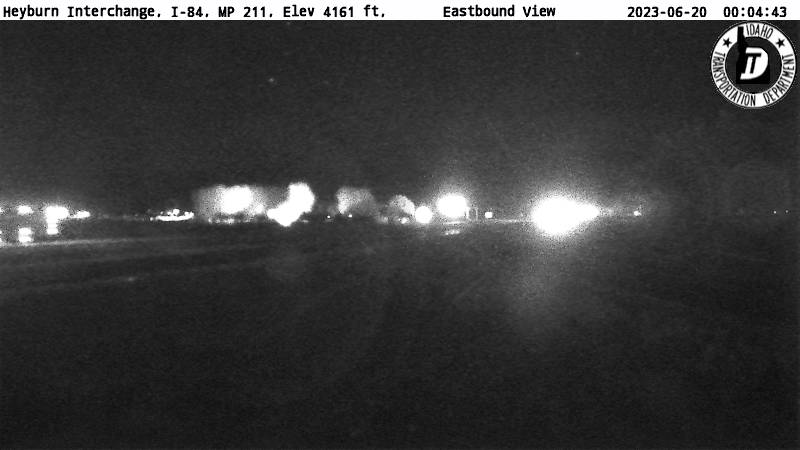 Heyburn Interchange, I-84, MP 211, Elev 4161 ft, Eastbound View 2023-06-20 00:04:43
IDAHO
TRANSPORTATION DEPARTMENT